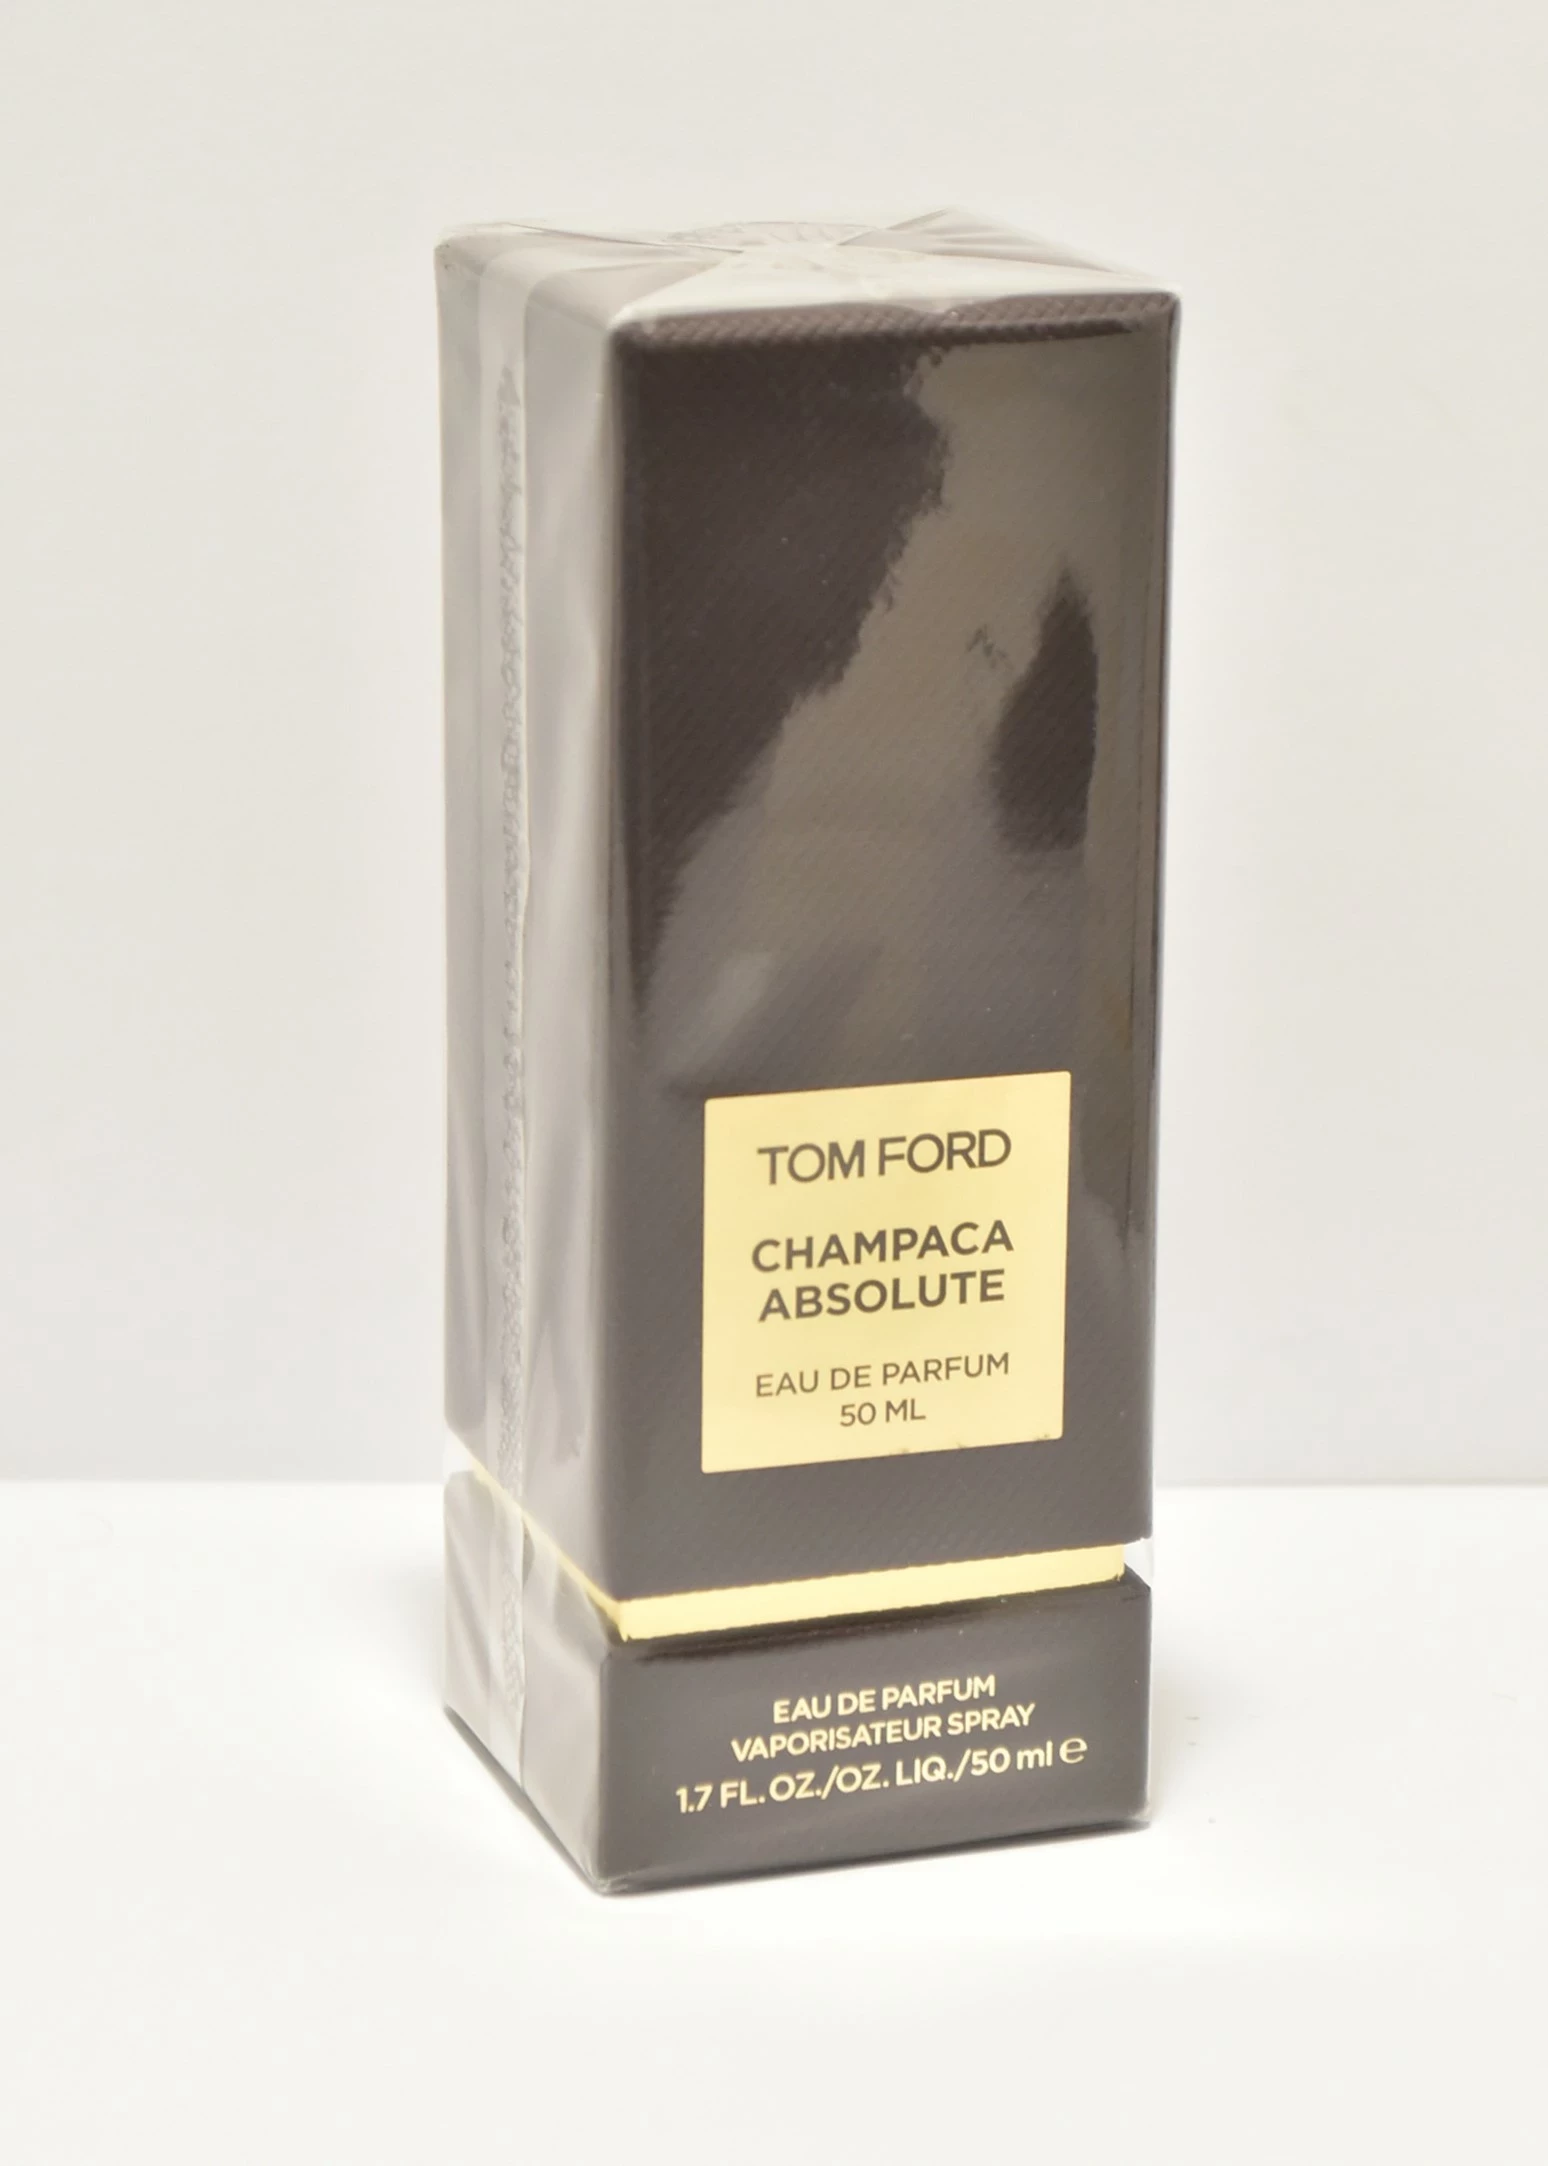 TOM FORD
CHAMPACA
ABSOLUTE
EAU DE PARFUM
50 ML
EAU DE PARFUM
VAPORISATEUR SPRAY
1.7 FL. OZ./OZ. LIQ./50 ml e